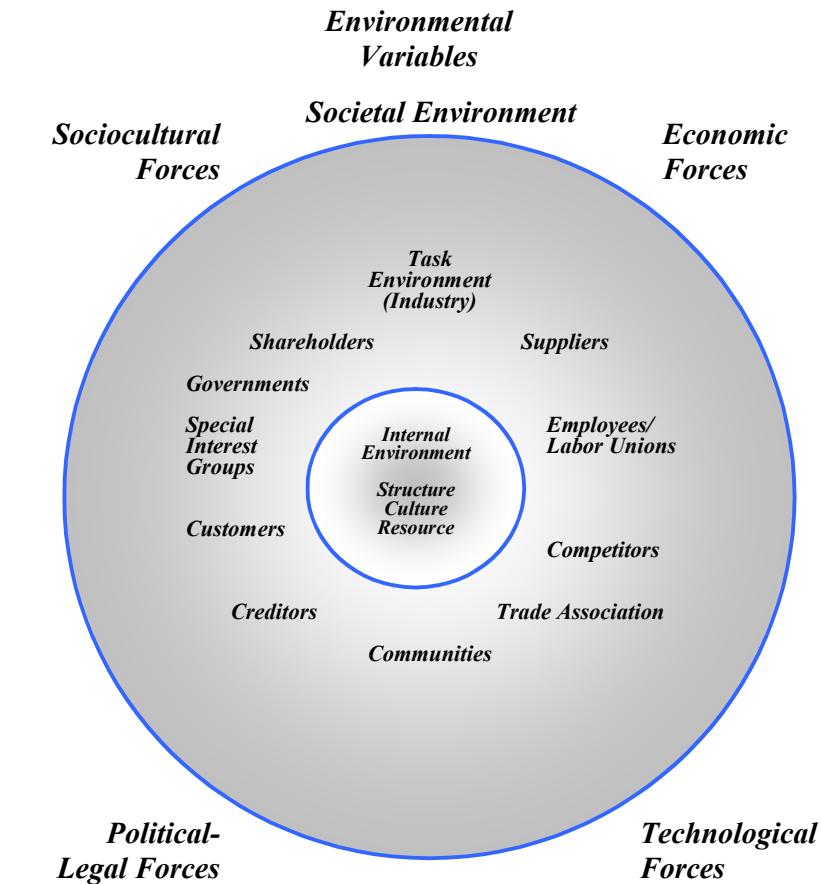 Environmental
Variables
Societal Environment
Sociocultural
Forces
Economic
Forces
Task
Environment
(Industry)
Shareholders
Suppliers
Governments
Special
Interest
Groups
Employees/
Labor Unions
Internal
Environment
Structure
Culture
Resource
Customers
Competitors
Creditors
Trade Association
Communities
Political-
Legal Forces
Technological
Forces